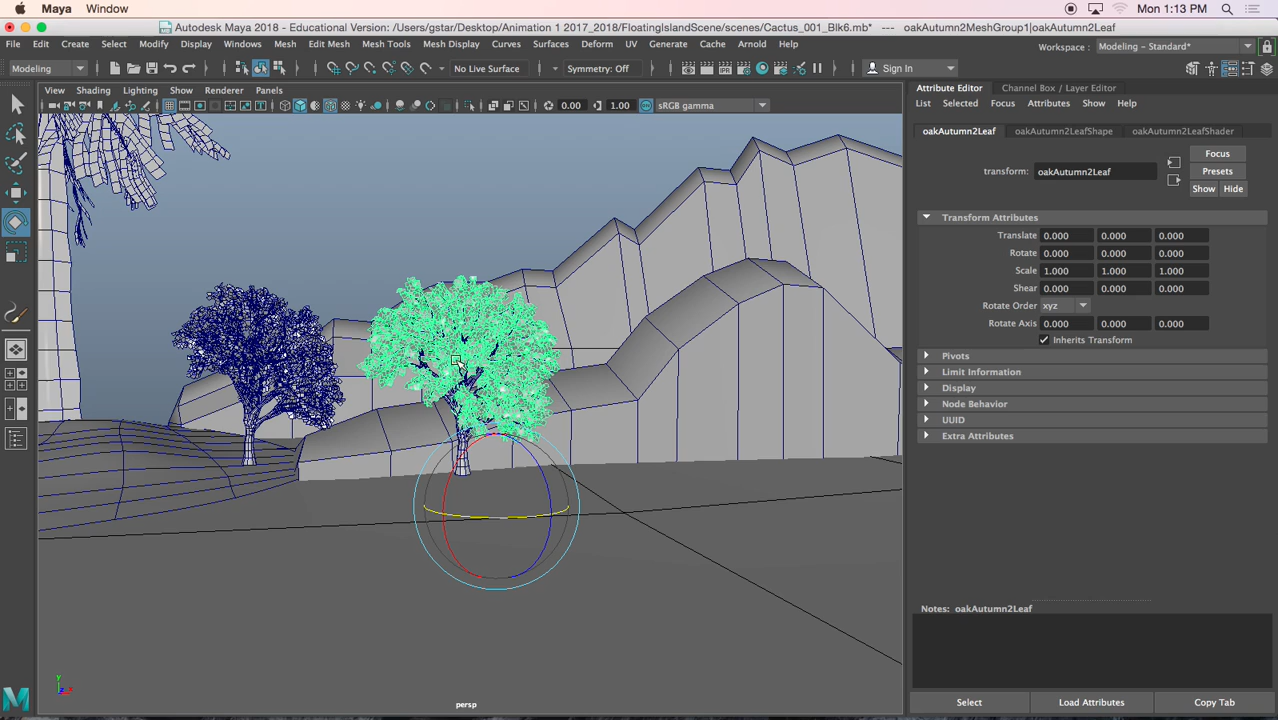 Maya Window Mon 1:13 PM
Autodesk Maya 2018 - Educational Version: /Users/gstar/Desktop/Animation 1 2017_2018/FloatingIslandScene/scenes/Cactus_001_Blk6.mb* --- oakAutumn2MeshGroup1|oakAutumn2Leaf
File Edit Create Select Modify Display Windows Mesh Edit Mesh Mesh Tools Mesh Display Curves Surfaces Deform UV Generate Cache Arnold Help Workspace : Modeling - Standard*
Modeling No Live Surface Symmetry: Off Sign In
View Shading Lighting Show Renderer Panels
0.00 1.00 sRGB gamma
Attribute Editor Channel Box / Layer Editor
List Selected Focus Attributes Show Help
oakAutumn2Leaf oakAutumn2LeafShape oakAutumn2LeafShader
Focus
transform: oakAutumn2Leaf Presets
Show Hide
Transform Attributes
Translate 0.000 0.000 0.000
Rotate 0.000 0.000 0.000
Scale 1.000 1.000 1.000
Shear 0.000 0.000 0.000
Rotate Order xyz
Rotate Axis 0.000 0.000 0.000
Inherits Transform
Pivots
Limit Information
Display
Node Behavior
UUID
Extra Attributes
Notes: oakAutumn2Leaf
persp
Select Load Attributes Copy Tab